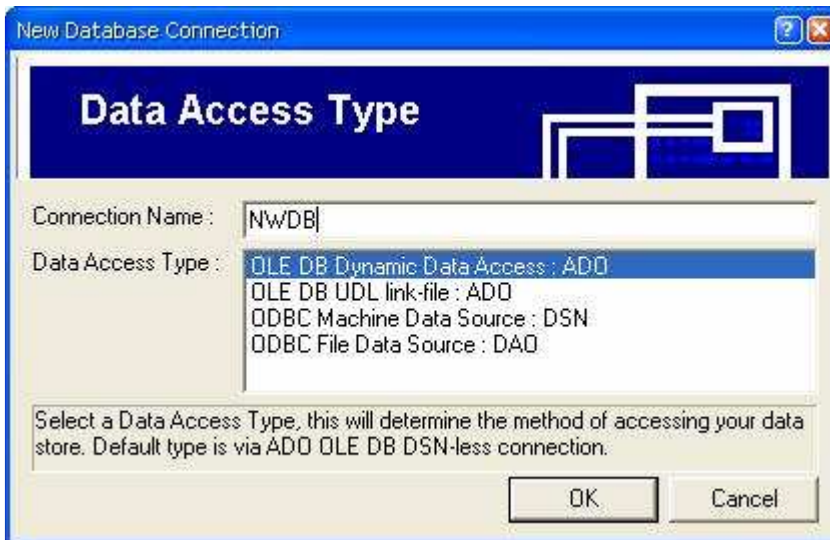 New Database Connection
Data Access Type
Connection Name :
NWDB
Data Access Type :
OLE DB Dynamic Data Access : ADO
OLE DB UDL link-file : ADO
ODBC Machine Data Source : DSN
ODBC File Data Source : DAO
Select a Data Access Type, this will determine the method of accessing your data
store. Default type is via ADO OLE DB DSN-less connection.
OK
Cancel